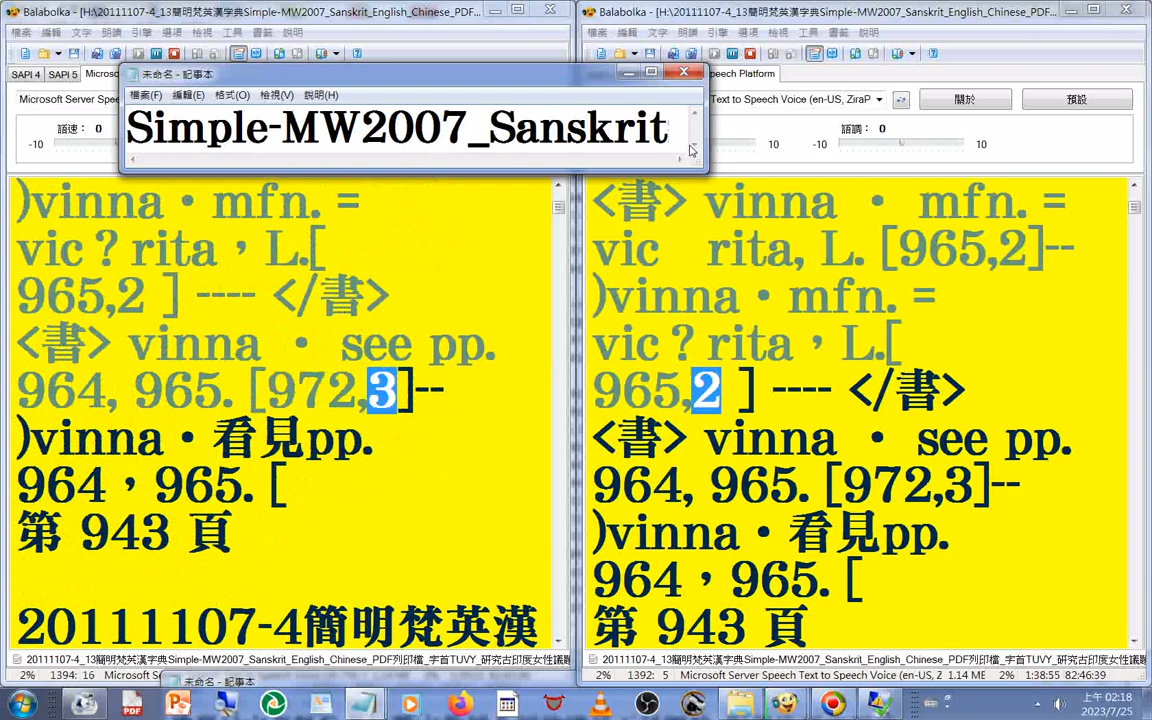 Balabolka - [H:\20111107-4_13簡明梵英漢字典Simple-MW2007_Sanskrit_English_Chinese_PDF...
檔案 編輯 文字 朗讀 引擎 選項 檢視 工具 書籤 說明
SAPI 4 SAPI 5 Micros
Microsoft Server Spee
語速: 0
-10
)vinna‧mfn. =
vic?rita,L.[
965,2 ] ---- </書>
<書> vinna ‧ see pp.
964, 965. [972,3]--
)vinna‧看見pp.
964,965. [
第 943 頁
20111107-4簡明梵英漢
20111107-4_13簡明梵英漢字典Simple-MW2007_Sanskrit_English_Chinese_PDF列印檔_字首TUVY_研究古印度女性議題
2% 1394: 16
未命名 - 記事本
檔案(F) 編輯(E) 格式(O) 檢視(V) 說明(H)
Simple-MW2007_Sanskrit
Balabolka - [H:\20111107-4_13簡明梵英漢字典Simple-MW2007_Sanskrit_English_Chinese_PDF...
檔案 編輯 文字 朗讀 引擎 選項 檢視 工具 書籤 說明
peech Platform
Text to Speech Voice (en-US, ZiraP
關於
預設
10
語調: 0
-10
10
<書> vinna ‧ mfn. =
vic rita, L. [965,2]--
)vinna‧mfn. =
vic?rita,L.[
965,2 ] ---- </書>
<書> vinna ‧ see pp.
964, 965. [972,3]--
)vinna‧看見pp.
964,965. [
第 943 頁
20111107-4_13簡明梵英漢字典Simple-MW2007_Sanskrit_English_Chinese_PDF列印檔_字首TUVY_研究古印度女性議題
2% 1392: 5 Microsoft Server Speech Text to Speech Voice (en-US, Z 1.14 MB 2% 1:38:55 82:46:39
未命名 - 記事本
上午 02:18
2023/7/25